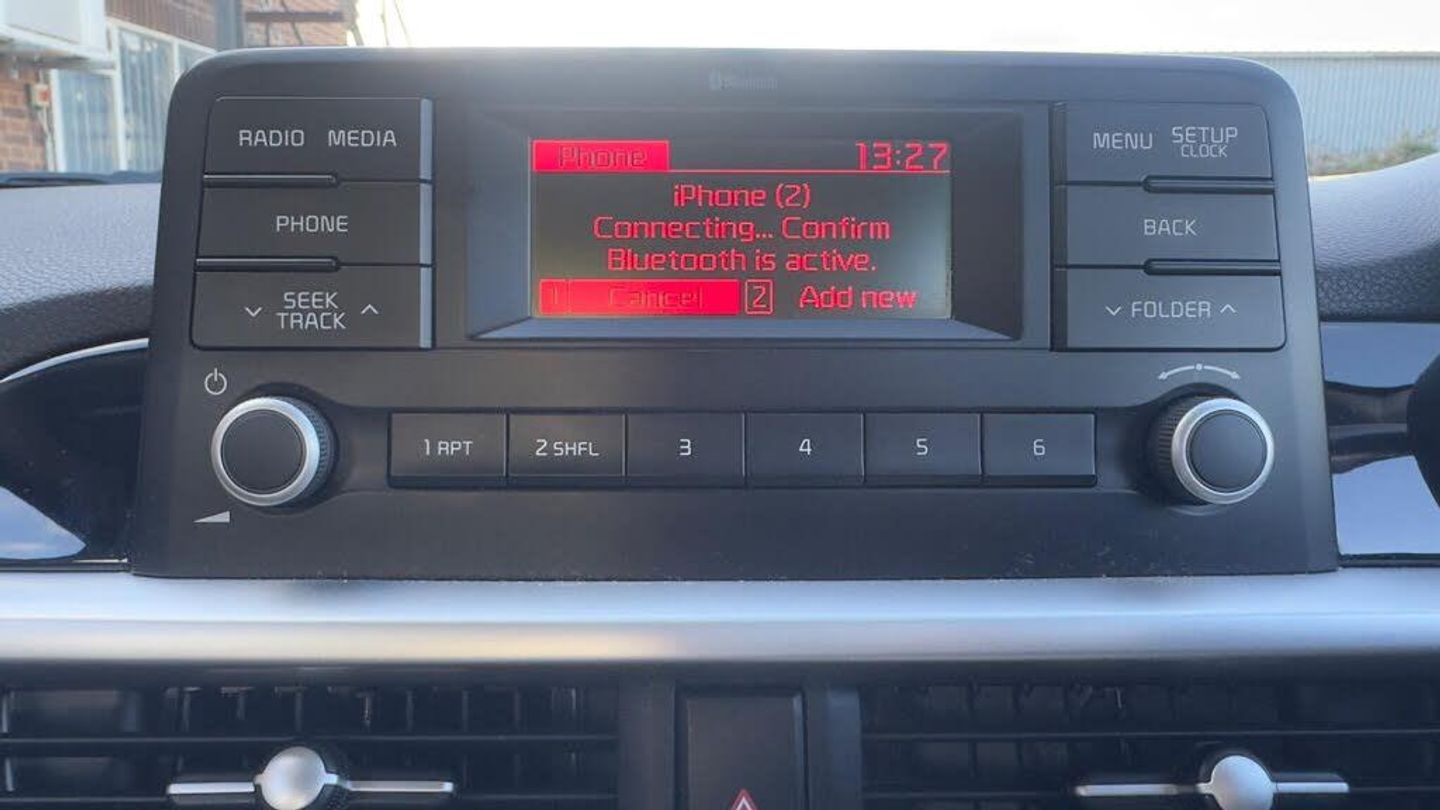 RADIO MEDIA
PHONE
SEEK
TRACK
Phone 13:27
iPhone (2)
Connecting... Confirm
Bluetooth is active.
1 Cancel 2 Add new
MENU SETUP
CLOCK
BACK
FOLDER
1 RPT 2 SHFL 3 4 5 6